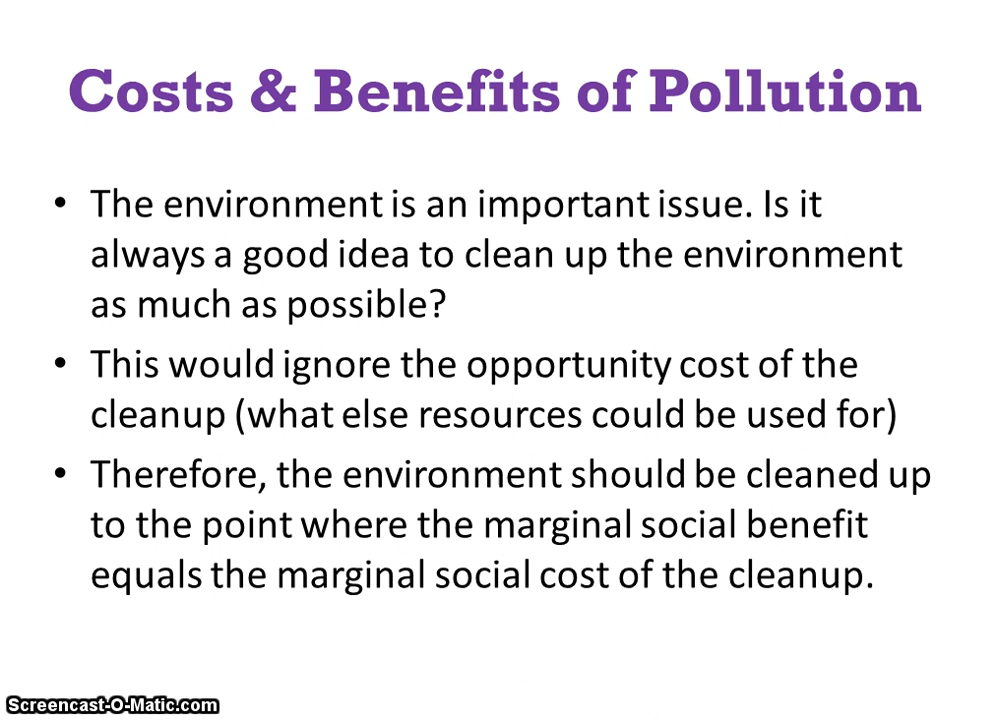 Costs & Benefits of Pollution
• The environment is an important issue. Is it
always a good idea to clean up the environment
as much as possible?
• This would ignore the opportunity cost of the
cleanup (what else resources could be used for)
• Therefore, the environment should be cleaned up
to the point where the marginal social benefit
equals the marginal social cost of the cleanup.
Screencast-O-Matic.com